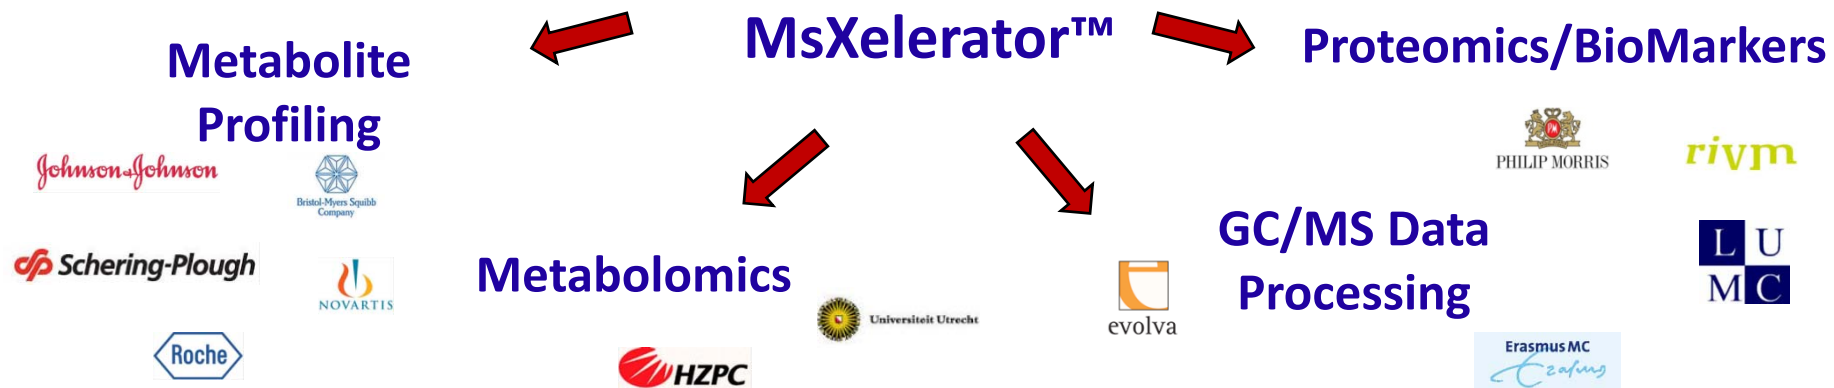 MsXelerator™
Metabolite
Profiling
Proteomics/BioMarkers
Johnson&Johnson
Bristol-Myers Squibb
Company
PHILIP MORRIS
rivm
Schering-Plough
NOVARTIS
Roche
Metabolomics
Universiteit Utrecht
HZPC
evolva
GC/MS Data
Processing
L U
M C
Erasmus MC
Erasmus